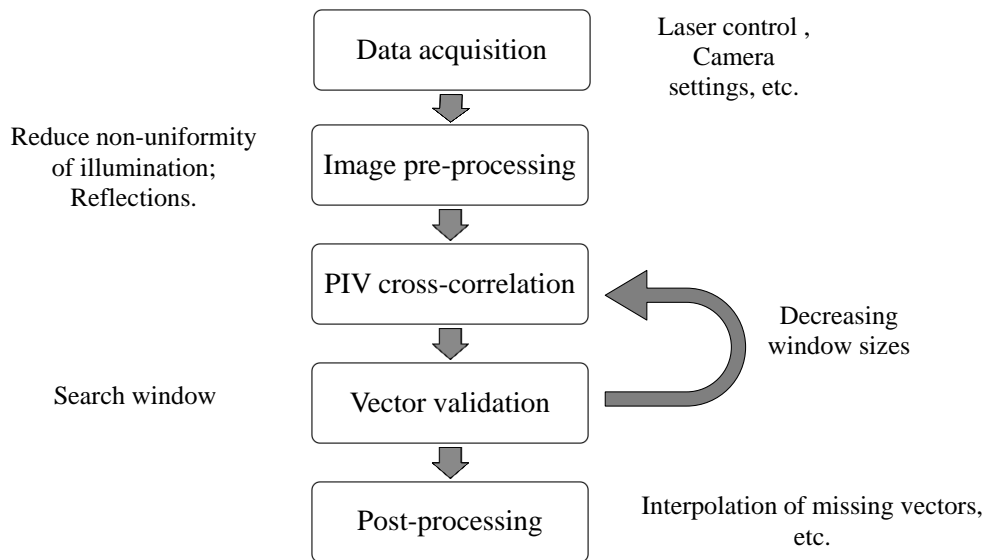 Data acquisition
Laser control ,
Camera
settings, etc.
Reduce non-uniformity
of illumination;
Reflections.
Image pre-processing
PIV cross-correlation
Decreasing
window sizes
Search window
Vector validation
Post-processing
Interpolation of missing vectors,
etc.